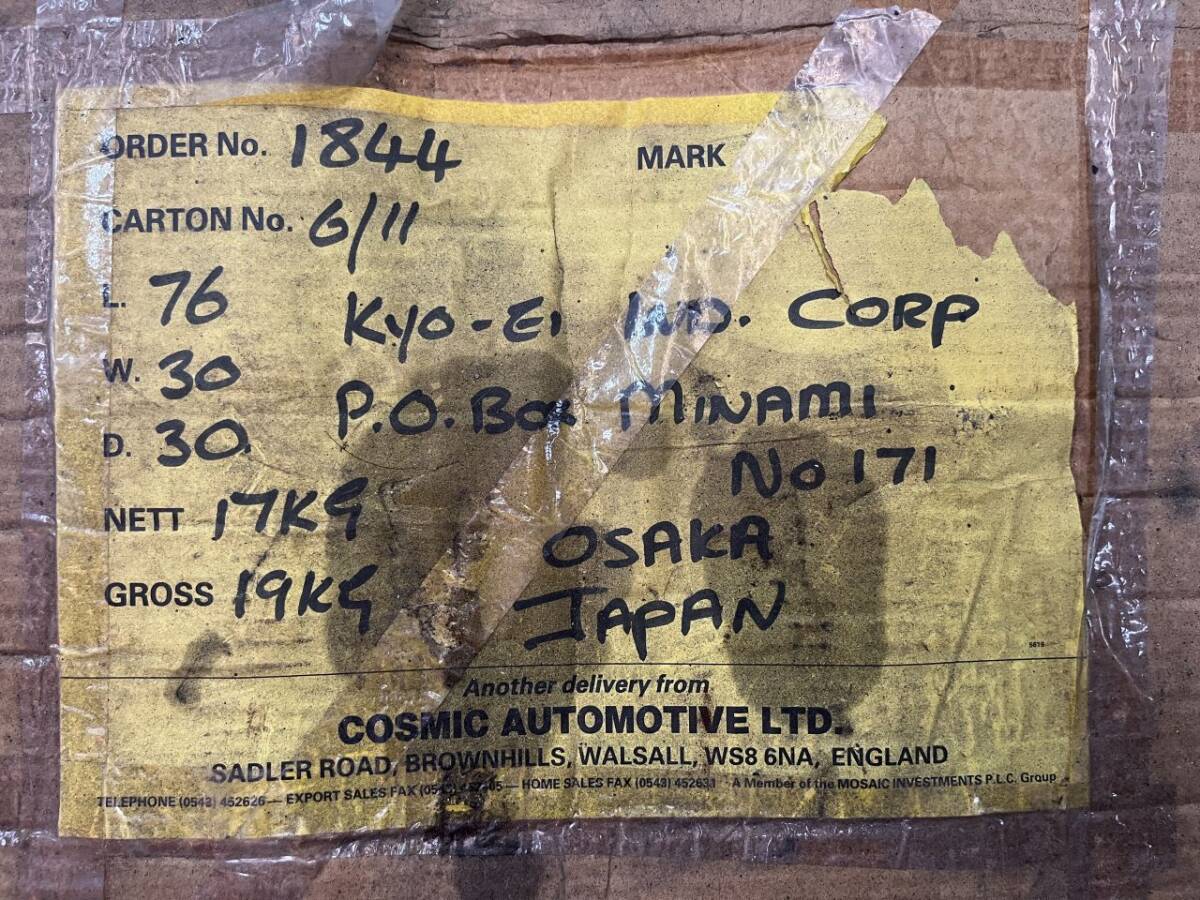 ORDER No. 1844 MARK
CARTON No. 6/11
L. 76
W. 30
D. 30.
NETT 17KG
GROSS 19KG
KYO-EI IND. CORP
P.O. BOX MINAMI
No 171
OSAKA
JAPAN
Another delivery from
COSMIC AUTOMOTIVE LTD.
SADLER ROAD, BROWNHILLS, WALSALL, WS8 6NA, ENGLAND
TELEPHONE (0543) 452626 — EXPORT SALES FAX — HOME SALES FAX (0543) 452631 A Member of the MOSAIC INVESTMENTS P.L.C. Group